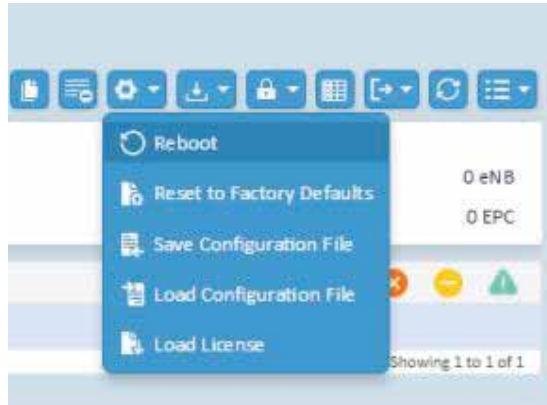 Reboot
Reset to Factory Defaults
0 eNB
0 EPC
Save Configuration File
Load Configuration File
Load License
Showing 1 to 1 of 1